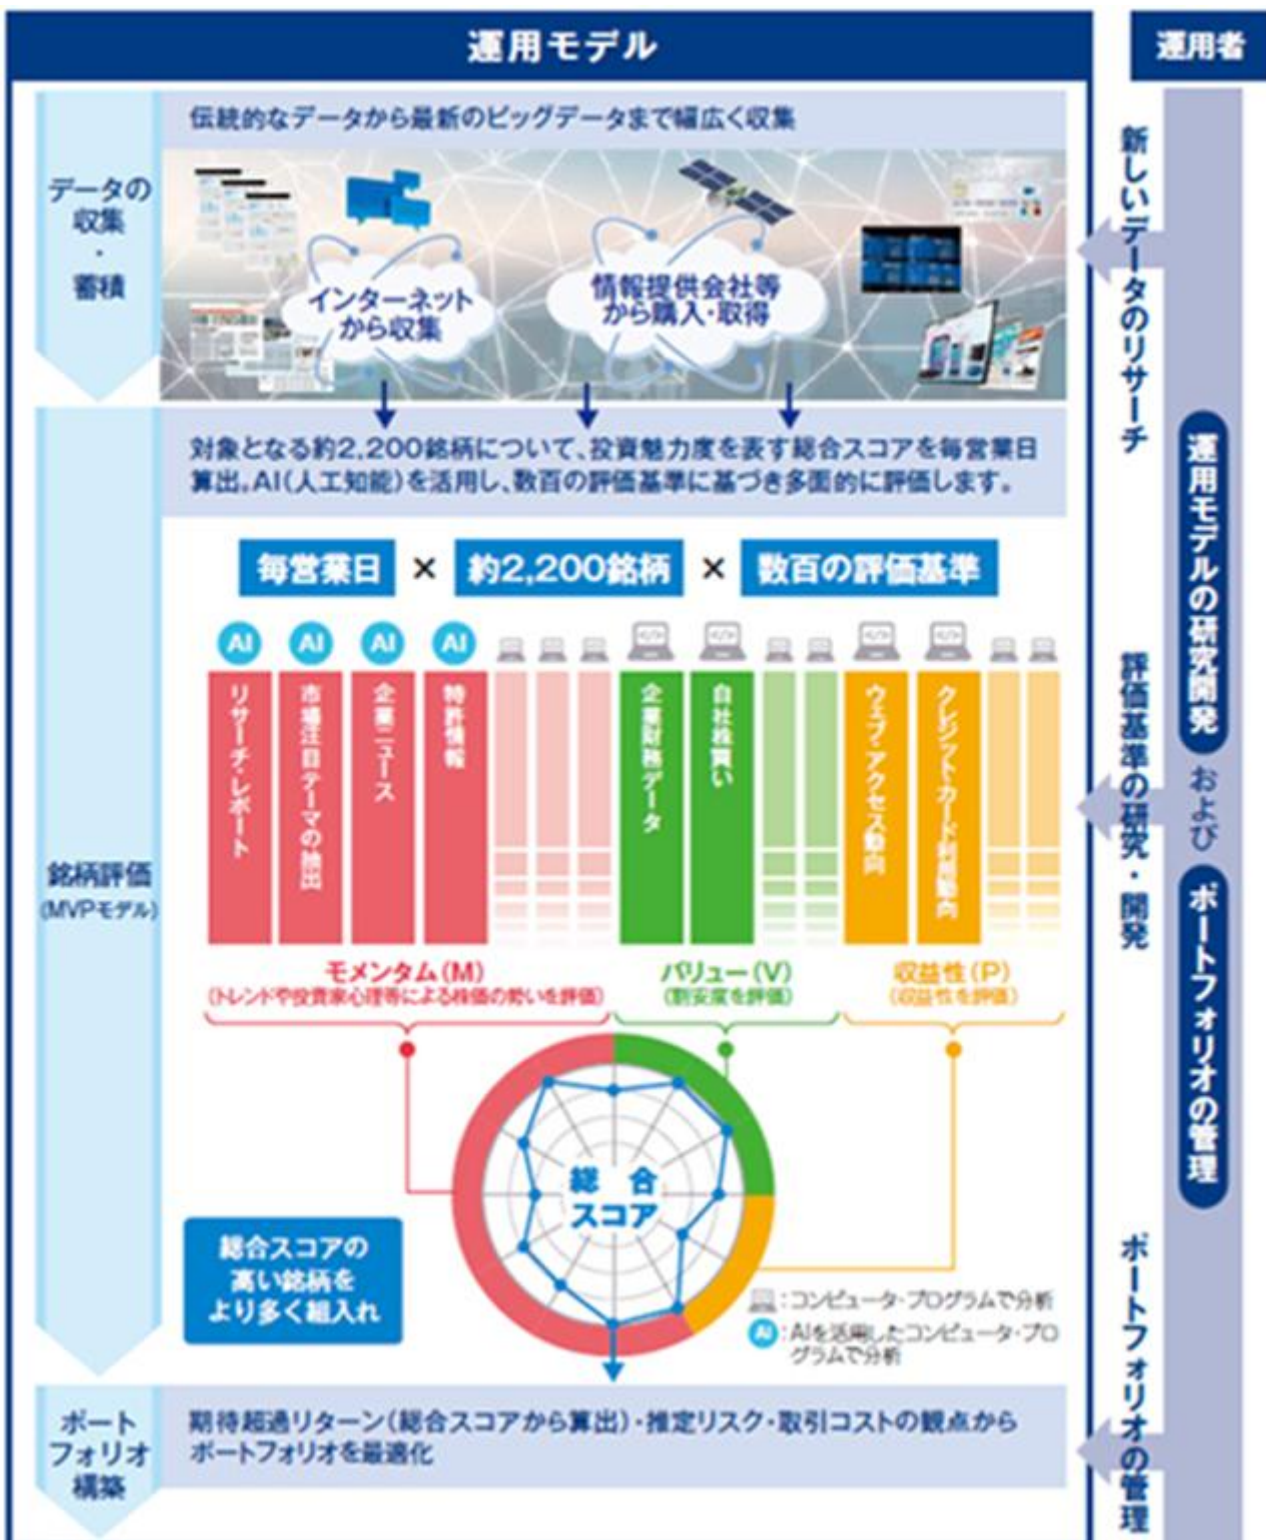 運用モデル
運用者
伝統的なデータから最新のビッグデータまで幅広く収集
データの
収集
・
蓄積
インターネット
から収集
情報提供会社等
から購入・取得
新しいデータのリサーチ
対象となる約2,200銘柄について、投資魅力度を表す総合スコアを毎営業日
算出。AI(人工知能)を活用し、数百の評価基準に基づき多面的に評価します。
毎営業日 × 約2,200銘柄 × 数百の評価基準
AI AI AI AI
リサーチ・レポート
市場注目テーマの抽出
企業ニュース
特許情報
企業財務データ
自社株買い
ウェブ・アクセス動向
クレジットカード利用動向
銘柄評価
(MVPモデル)
モメンタム(M)
(トレンドや投資家心理等による株価の勢いを評価)
バリュー(V)
(割安度を評価)
収益性(P)
(収益性を評価)
評価基準の研究・開発
運用モデルの研究開発
および
ポートフォリオの管理
総合
スコア
総合スコアの
高い銘柄を
より多く組入れ
:コンピュータ・プログラムで分析
AI:AIを活用したコンピュータ・プロ
グラムで分析
ポート
フォリオ
構築
期待超過リターン(総合スコアから算出)・推定リスク・取引コストの観点から
ポートフォリオを最適化
ポートフォリオの管理